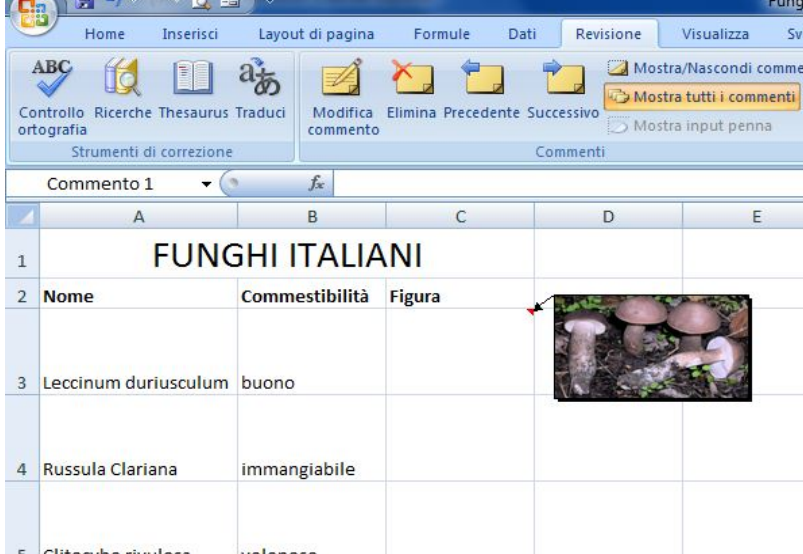 Fung
Home Inserisci Layout di pagina Formule Dati Revisione Visualizza Sv
ABC
Controllo ortografia
Ricerche
Thesaurus
Traduci
Modifica commento
Elimina
Precedente
Successivo
Mostra/Nascondi comme
Mostra tutti i commenti
Mostra input penna
Strumenti di correzione
Commenti
Commento 1 fx
A B C D E
1 FUNGHI ITALIANI
2 Nome Commestibilità Figura
3 Leccinum duriusculum buono
4 Russula Clariana immangiabile